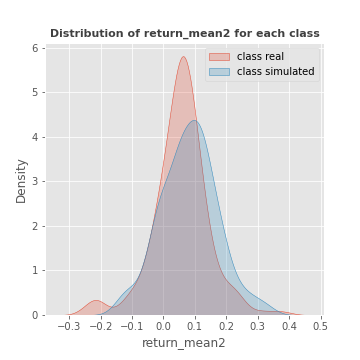 Distribution of return_mean2 for each class
class real
class simulated
6
5
4
3
2
1
0
Density
−0.3 −0.2 −0.1 0.0 0.1 0.2 0.3 0.4 0.5
return_mean2